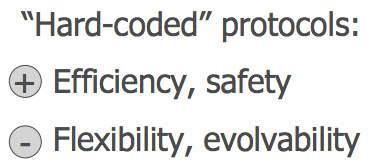 “Hard-coded” protocols:
+ Efficiency, safety
- Flexibility, evolvability